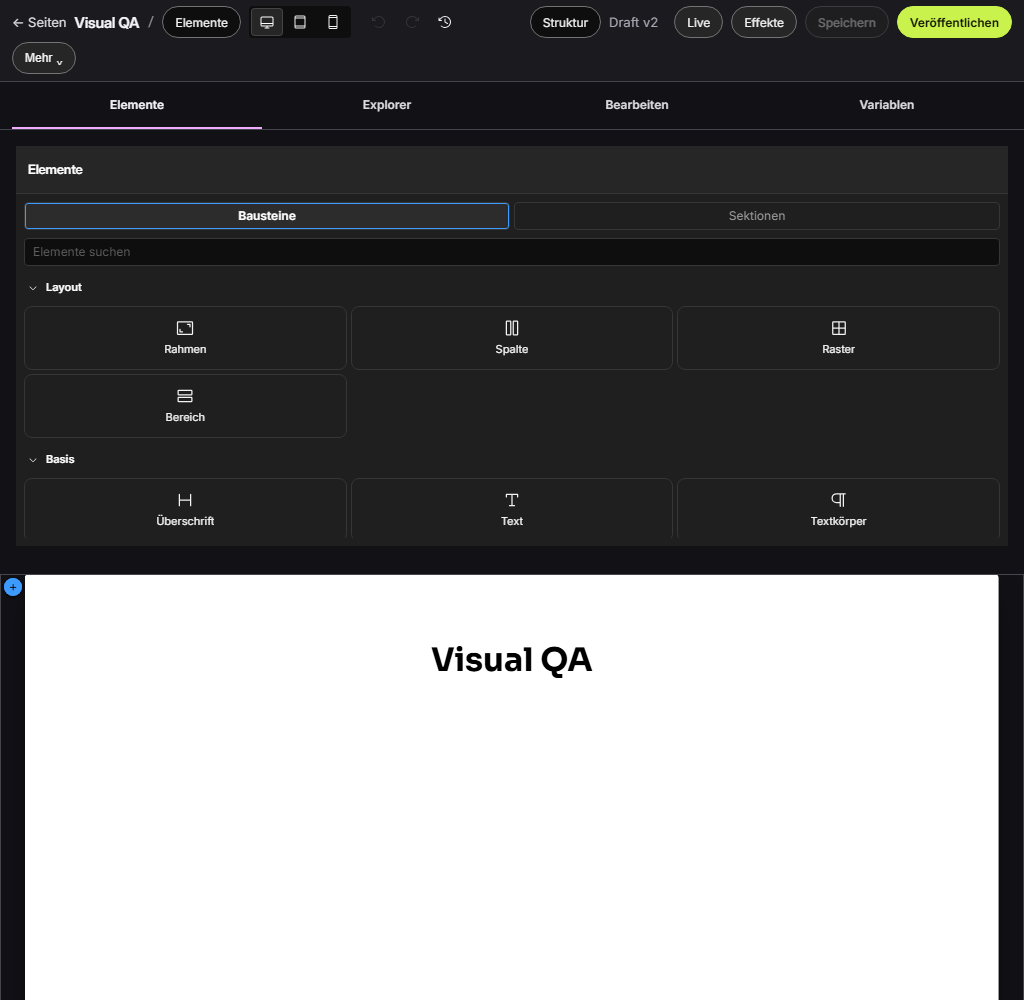 ← Seiten Visual QA / Elemente Struktur Draft v2 Live Effekte Speichern Veröffentlichen
Mehr
Elemente Explorer Bearbeiten Variablen
Elemente
Bausteine Sektionen
Elemente suchen
Layout
Rahmen Spalte Raster
Bereich
Basis
Überschrift Text Textkörper
Visual QA